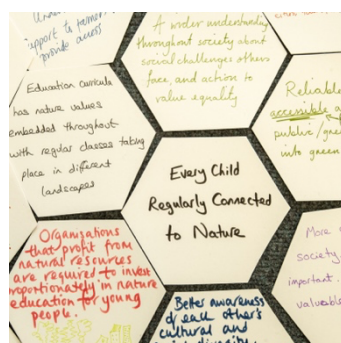 support to
provide access
A wider understanding
throughout society about
social challenges others
face, and action to
value equality
Education curricula
has nature values
embedded throughout
with regular classes taking
place in different
landscapes
Reliable
accessible
public/gre
into green
Every Child
Regularly Connected
to Nature
Organisations
that profit from
natural resources
are required to invest
proportionately in nature
education for young
people.
More
society
important.
valuable
Better awareness
of each other's
cultural and